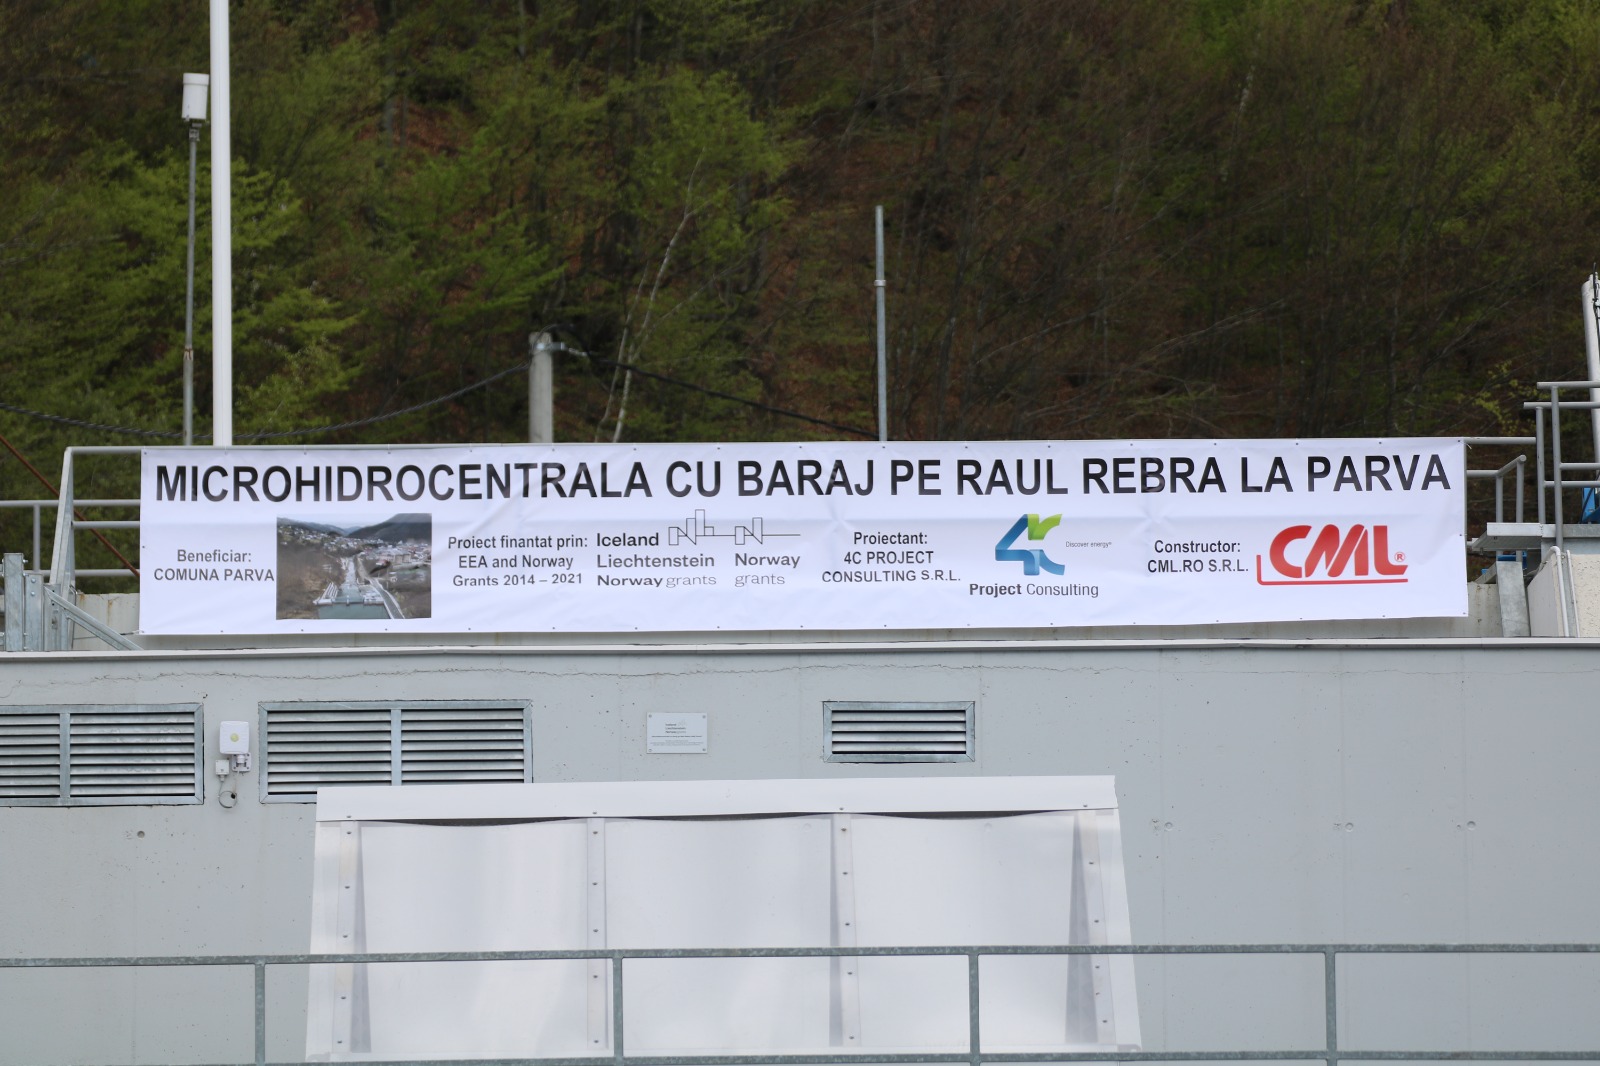 MICROHIDROCENTRALA CU BARAJ PE RAUL REBRA LA PARVA
Beneficiar:
COMUNA PARVA
Proiect finantat prin:
EEA and Norway
Grants 2014 – 2021
Iceland
Liechtenstein
Norway grants
Norway
grants
Proiectant:
4C PROJECT
CONSULTING S.R.L.
4C
Discover energy®
Project Consulting
Constructor:
CML.RO S.R.L.
CML®